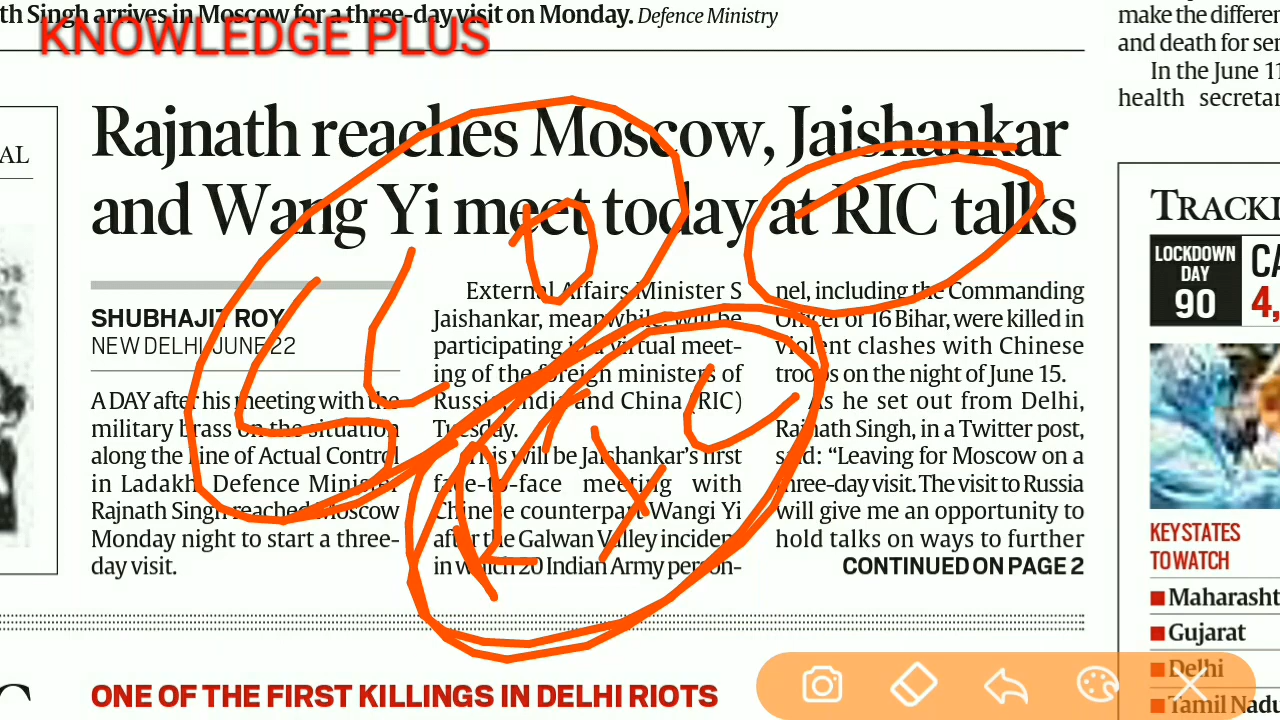 th Singh arrives in Moscow for a three-day visit on Monday. Defence Ministry
KNOWLEDGE PLUS
make the differen
and death for ser
In the June 11
health secretar
AL
Rajnath reaches Moscow, Jaishankar
and Wang Yi meet today at RIC talks
SHUBHAJIT ROY
NEW DELHI, JUNE 22
A DAY after his meeting with the
military brass on the situation
along the Line of Actual Control
in Ladakh, Defence Minister
Rajnath Singh reached Moscow
Monday night to start a three-
day visit.
External Affairs Minister S
Jaishankar, meanwhile, will be
participating in a virtual meet-
ing of the foreign ministers of
Russia, India and China (RIC)
Tuesday.
This will be Jaishankar's first
face-to-face meeting with
Chinese counterpart Wangi Yi
after the Galwan Valley incident
in which 20 Indian Army person-
nel, including the Commanding
Officer of 16 Bihar, were killed in
violent clashes with Chinese
troops on the night of June 15.
As he set out from Delhi,
Rajnath Singh, in a Twitter post,
said: “Leaving for Moscow on a
three-day visit. The visit to Russia
will give me an opportunity to
hold talks on ways to further
CONTINUED ON PAGE 2
TRACKI
LOCKDOWN
DAY
90
CA
4,
KEY STATES
TO WATCH
Maharasht
Gujarat
Delhi
Tamil Nadu
ONE OF THE FIRST KILLINGS IN DELHI RIOTS